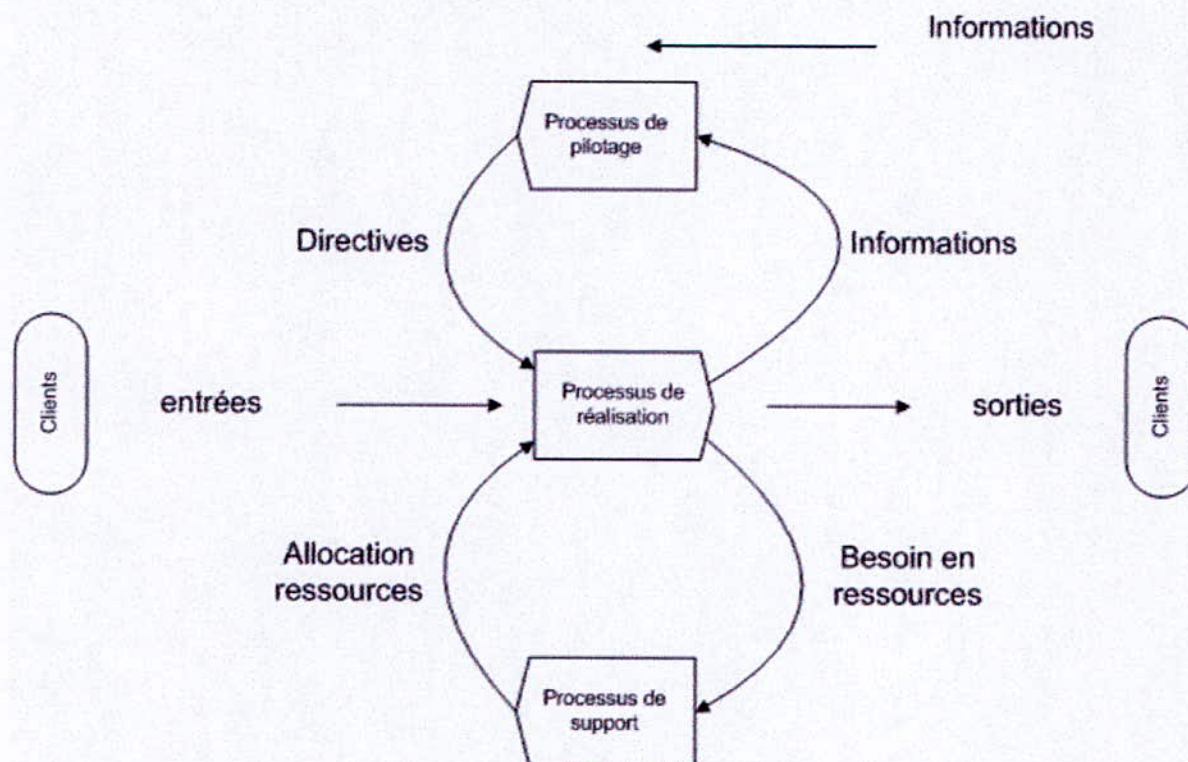 Informations
Processus de
pilotage
Directives
Informations
Clients
entrées
Processus de
réalisation
sorties
Clients
Allocation
ressources
Besoin en
ressources
Processus de
support